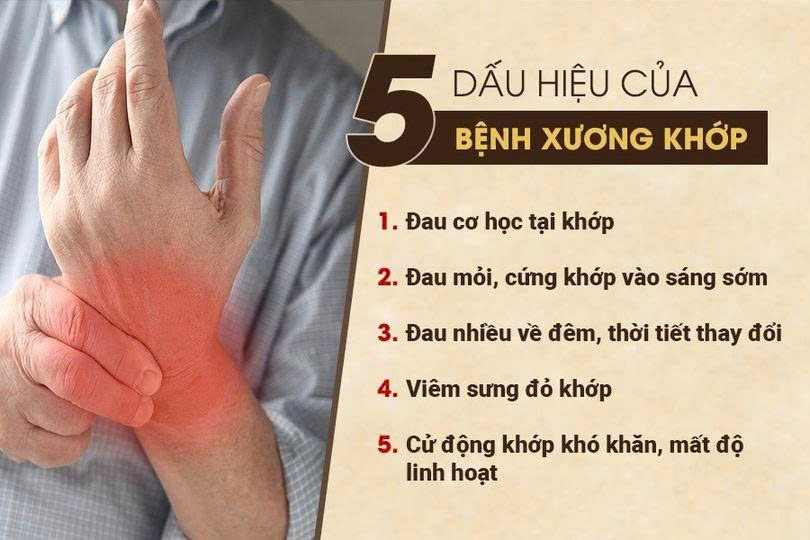 5 DẤU HIỆU CỦA
BỆNH XƯƠNG KHỚP
1. Đau cơ học tại khớp
2. Đau mỏi, cứng khớp vào sáng sớm
3. Đau nhiều về đêm, thời tiết thay đổi
4. Viêm sưng đỏ khớp
5. Cử động khớp khó khăn, mất độ
linh hoạt